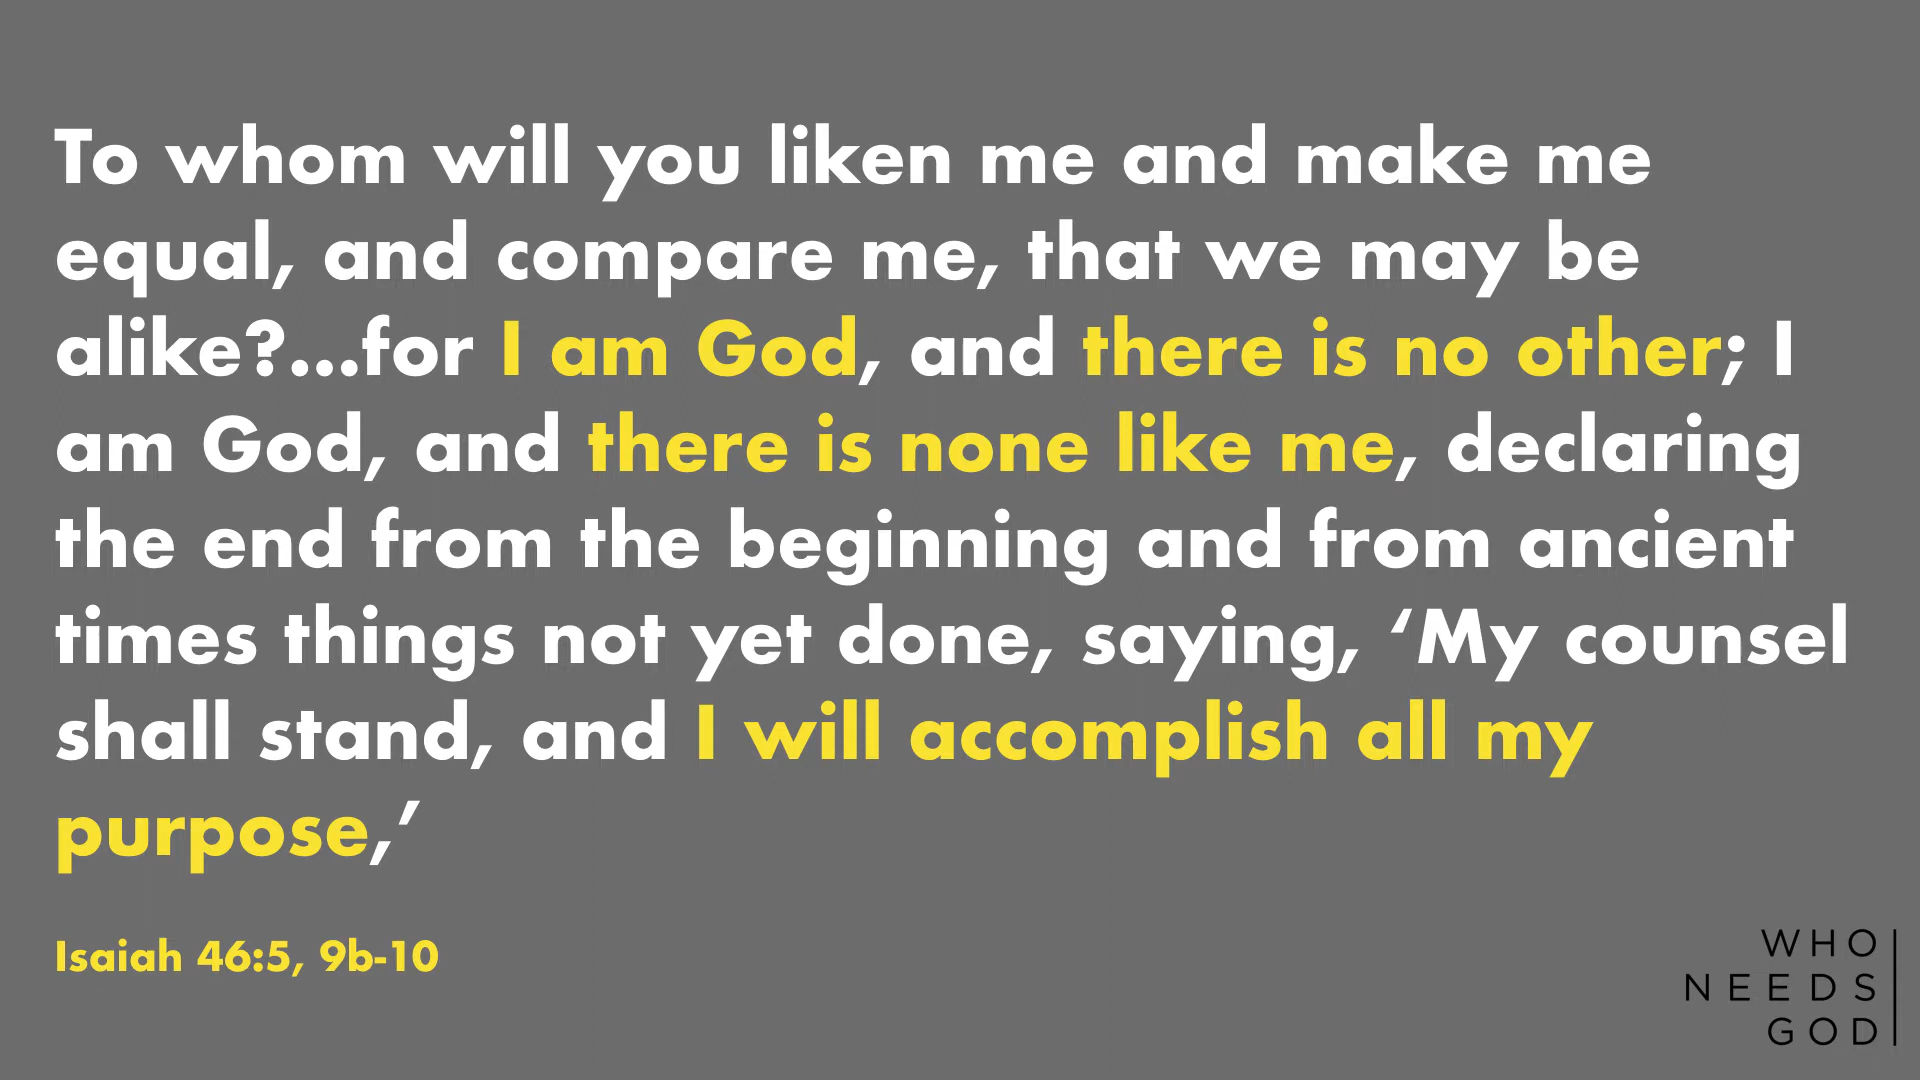 To whom will you liken me and make me
equal, and compare me, that we may be
alike?...for I am God, and there is no other; I
am God, and there is none like me, declaring
the end from the beginning and from ancient
times things not yet done, saying, ‘My counsel
shall stand, and I will accomplish all my
purpose,’
Isaiah 46:5, 9b-10
WHO
NEEDS
GOD